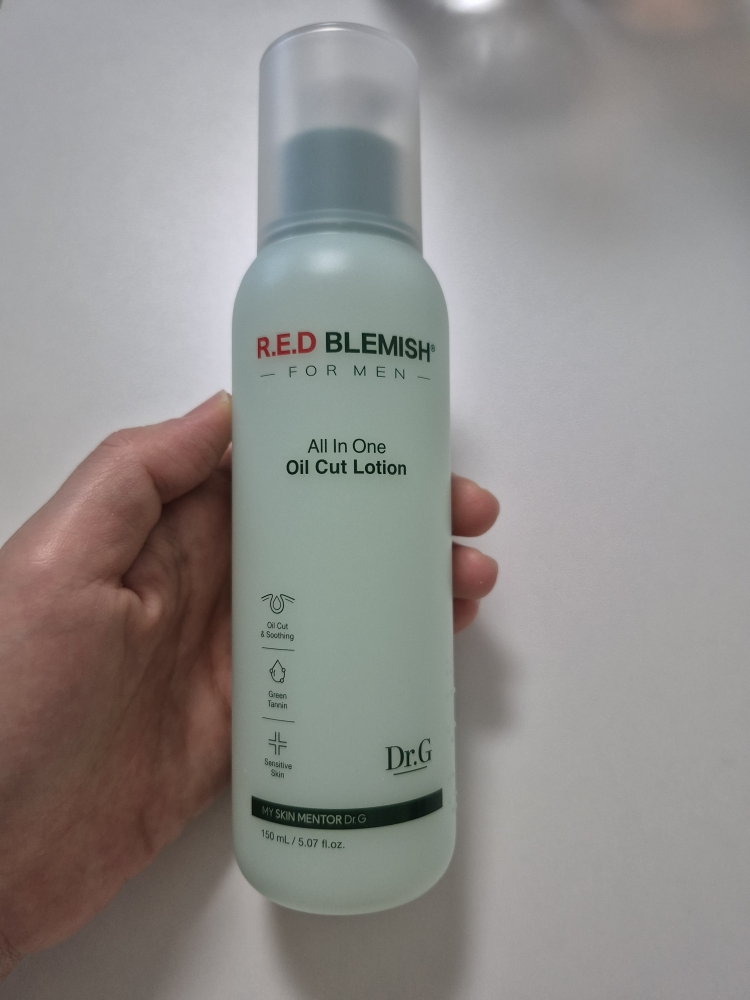 R.E.D BLEMISH®
FOR MEN
All In One
Oil Cut Lotion
Oil Cut
& Soothing
Green
Tannin
Sensitive
Skin
Dr.G
MY SKIN MENTOR Dr.G
150 mL / 5.07 fl.oz.